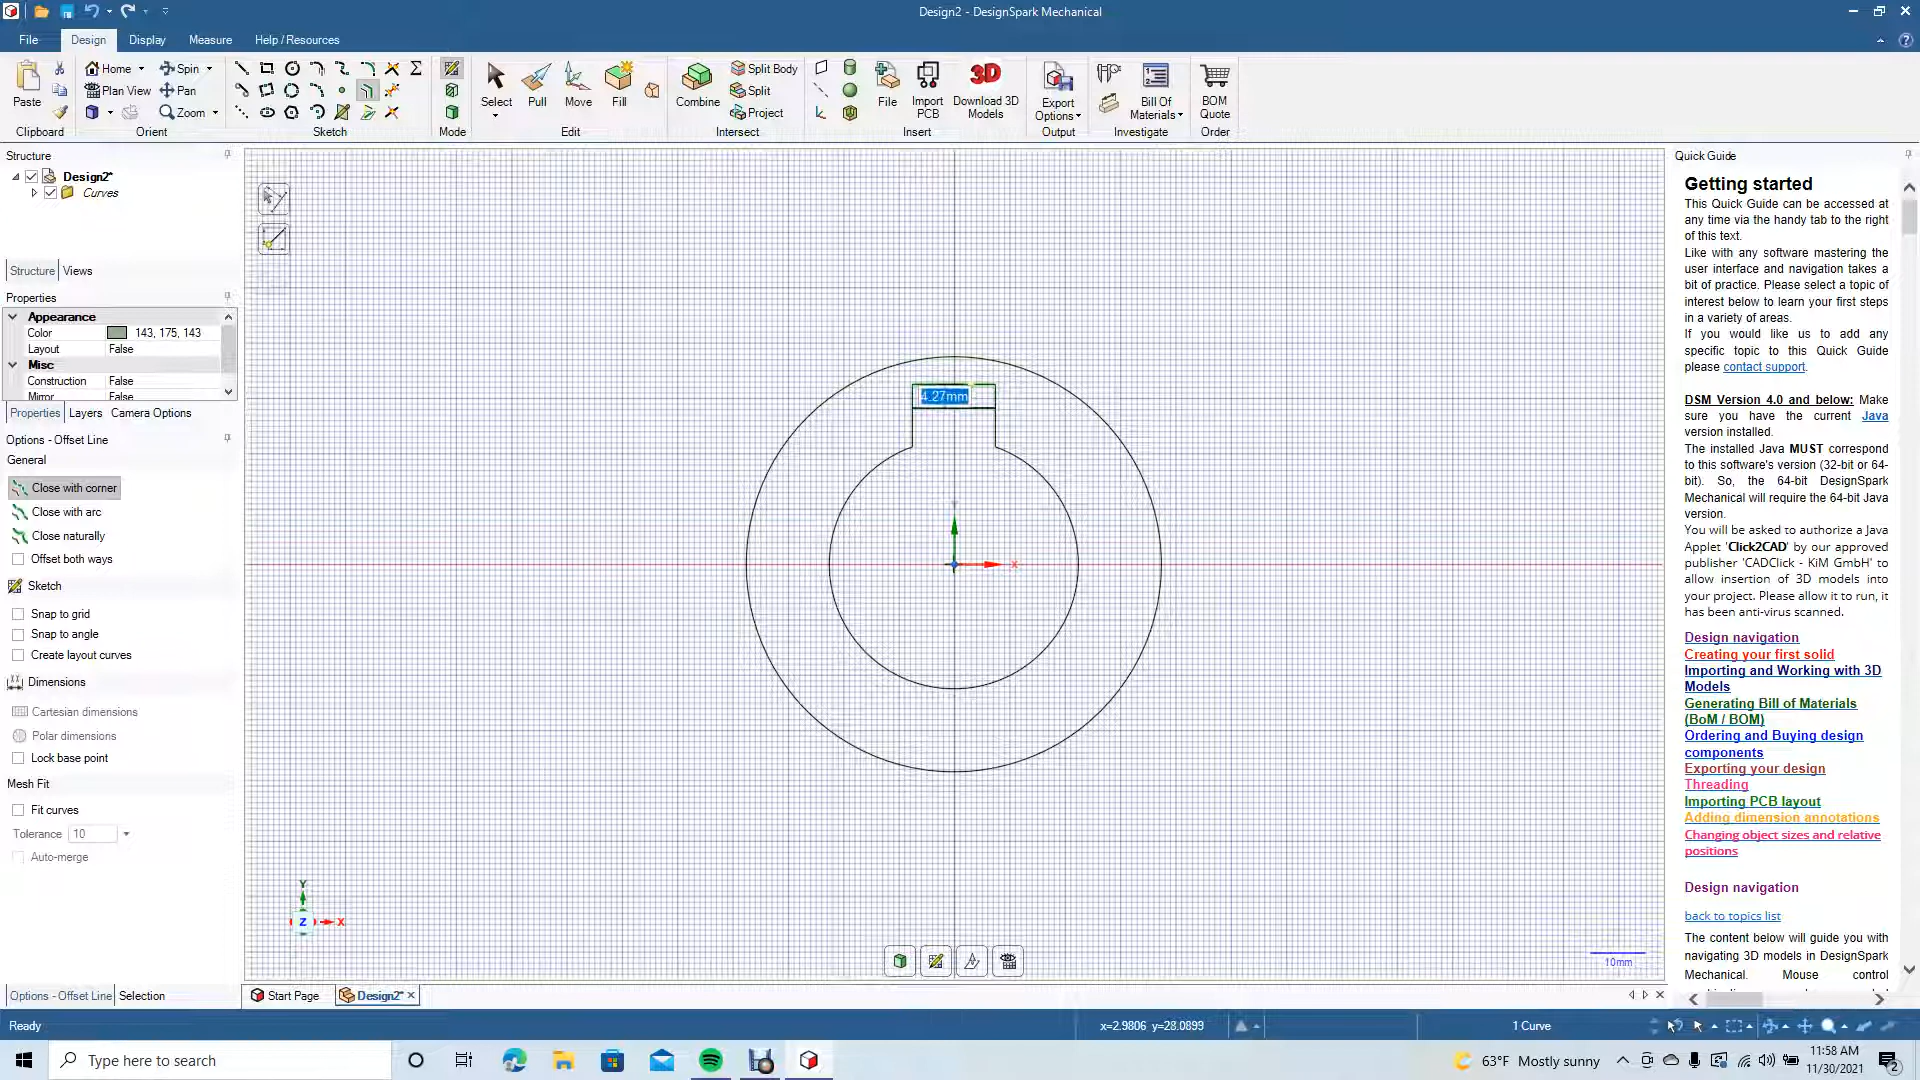 Design2 - DesignSpark Mechanical
File
Design
Display
Measure
Help / Resources
Paste
Home
Spin
Plan View
Pan
Zoom
Select
Pull
Move
Fill
Combine
Split Body
Split
Project
File
Import PCB
Download 3D Models
Export Options
Bill Of Materials
BOM Quote
Clipboard
Orient
Sketch
Mode
Edit
Intersect
Insert
Output
Investigate
Order
Structure
Design2*
Curves
Structure
Views
Properties
Appearance
Color 143, 175, 143
Layout False
Misc
Construction False
Mirror False
Properties
Layers
Camera Options
Options - Offset Line
General
Close with corner
Close with arc
Close naturally
Offset both ways
Sketch
Snap to grid
Snap to angle
Create layout curves
Dimensions
Cartesian dimensions
Polar dimensions
Lock base point
Mesh Fit
Fit curves
Tolerance 10
Auto-merge
Options - Offset Line
Selection
4.27mm
X
Y
Z
X
10mm
Start Page
Design2*
Quick Guide
Getting started
This Quick Guide can be accessed at
any time via the handy tab to the right
of this text.
Like with any software mastering the
user interface and navigation takes a
bit of practice. Please select a topic of
interest below to learn your first steps
in a variety of areas.
If you would like us to add any
specific topic to this Quick Guide
please contact support.
DSM Version 4.0 and below: Make
sure you have the current Java
version installed.
The installed Java MUST correspond
to this software's version (32-bit or 64-
bit). So, the 64-bit DesignSpark
Mechanical will require the 64-bit Java
version.
You will be asked to authorize a Java
Applet 'Click2CAD' by our approved
publisher 'CADClick - KiM GmbH' to
allow insertion of 3D models into
your project. Please allow it to run, it
has been anti-virus scanned.
Design navigation
Creating your first solid
Importing and Working with 3D
Models
Generating Bill of Materials
(BoM / BOM)
Ordering and Buying design
components
Exporting your design
Threading
Importing PCB layout
Adding dimension annotations
Changing object sizes and relative
positions
Design navigation
back to topics list
The content below will guide you with
navigating 3D models in DesignSpark
Mechanical. Mouse control
Ready
x=2.9806 y=28.0899
1 Curve
Type here to search
63°F Mostly sunny
11:58 AM
11/30/2021
2